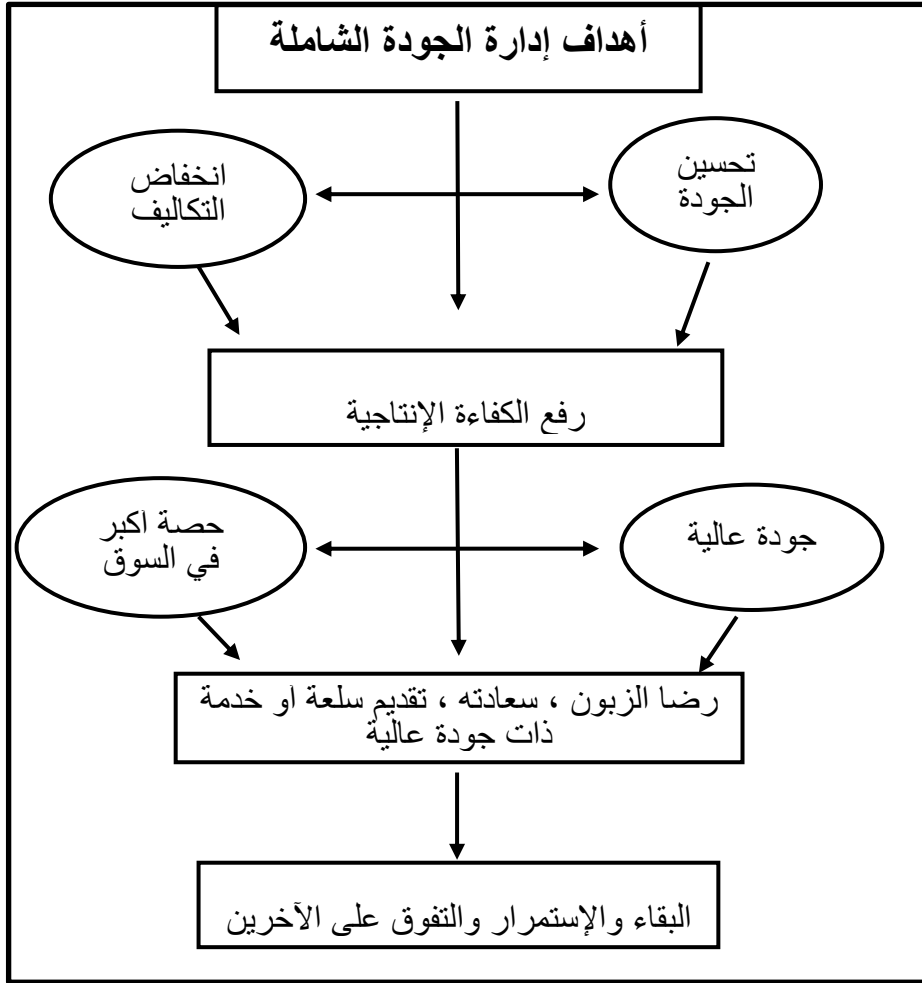 أهداف إدارة الجودة الشاملة
تحسين
الجودة
انخفاض
التكاليف
رفع الكفاءة الإنتاجية
جودة عالية
حصة أكبر
في السوق
رضا الزبون ، سعادته ، تقديم سلعة أو خدمة
ذات جودة عالية
البقاء والإستمرار والتفوق على الآخرين